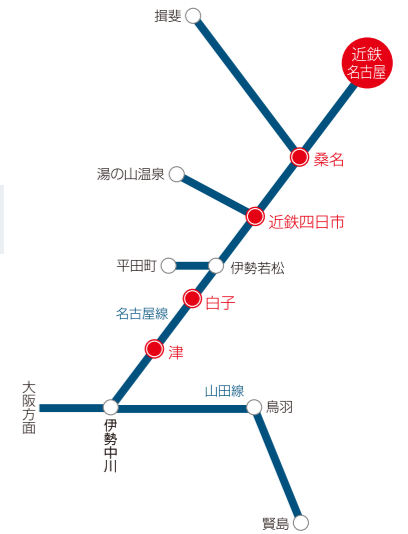 揖斐
近鉄
名古屋
桑名
湯の山温泉
近鉄四日市
平田町
伊勢若松
白子
名古屋線
津
大阪方面
山田線
鳥羽
伊勢中川
賢島